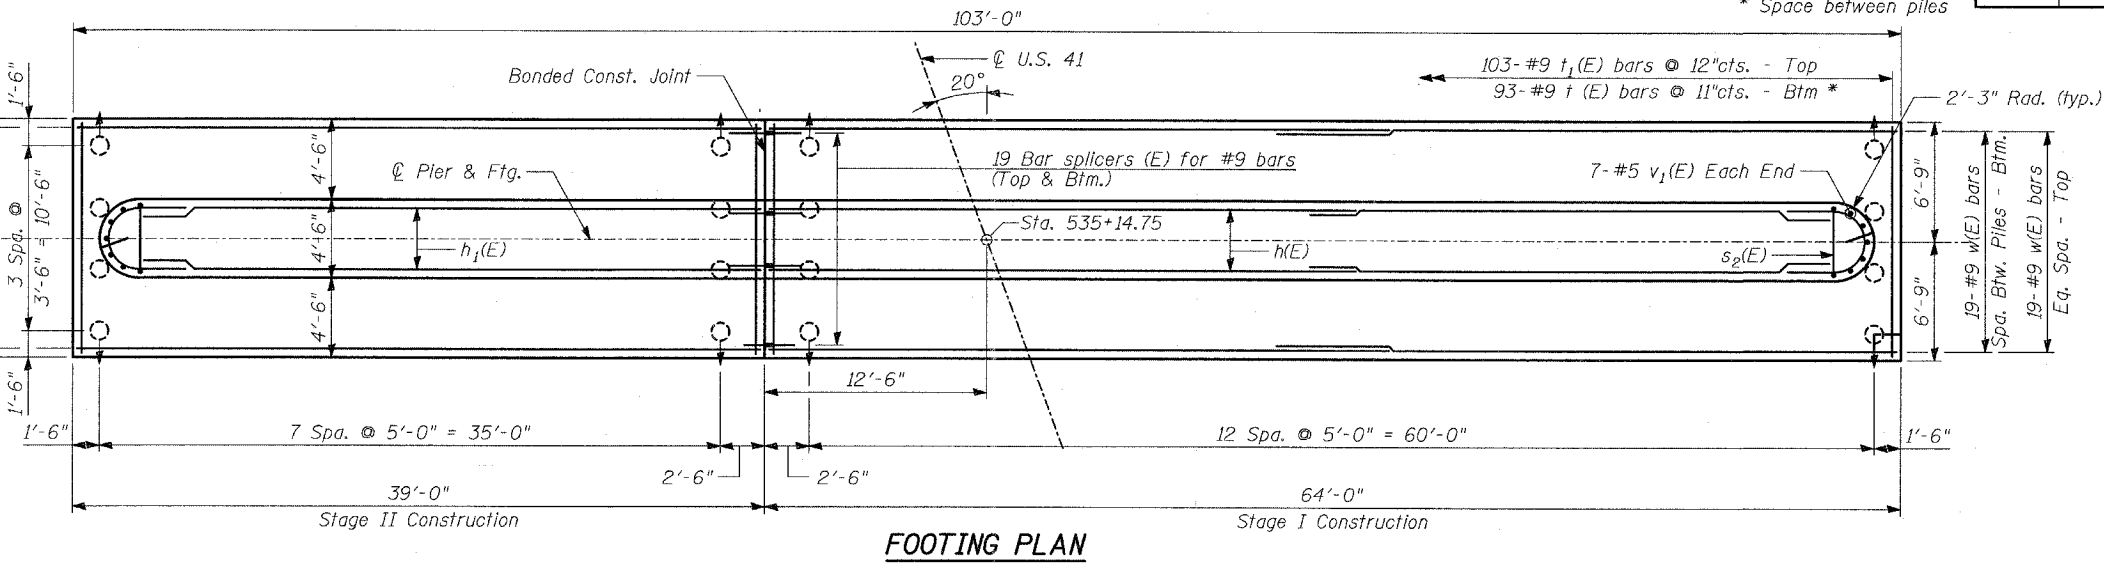 * Space between piles
103'-0"
℄ U.S. 41
20°
Bonded Const. Joint
103-#9 t₁(E) bars @ 12"cts. - Top
93-#9 t (E) bars @ 11"cts. - Btm *
2'-3" Rad. (typ.)
1'-6"
3 Spa. @
3'-6" = 10'-6"
1'-6"
4'-6"
4'-6"
4'-6"
℄ Pier & Ftg.
19 Bar splicers (E) for #9 bars
(Top & Btm.)
7-#5 v₁(E) Each End
Sta. 535+14.75
h₁(E)
h(E)
s₂(E)
6'-9"
6'-9"
19-#9 w(E) bars
Spa. Btw. Piles - Btm.
19-#9 w(E) bars
Eq. Spa. - Top
12'-6"
1'-6"
7 Spa. @ 5'-0" = 35'-0"
12 Spa. @ 5'-0" = 60'-0"
1'-6"
2'-6"
2'-6"
39'-0"
Stage II Construction
64'-0"
Stage I Construction
FOOTING PLAN